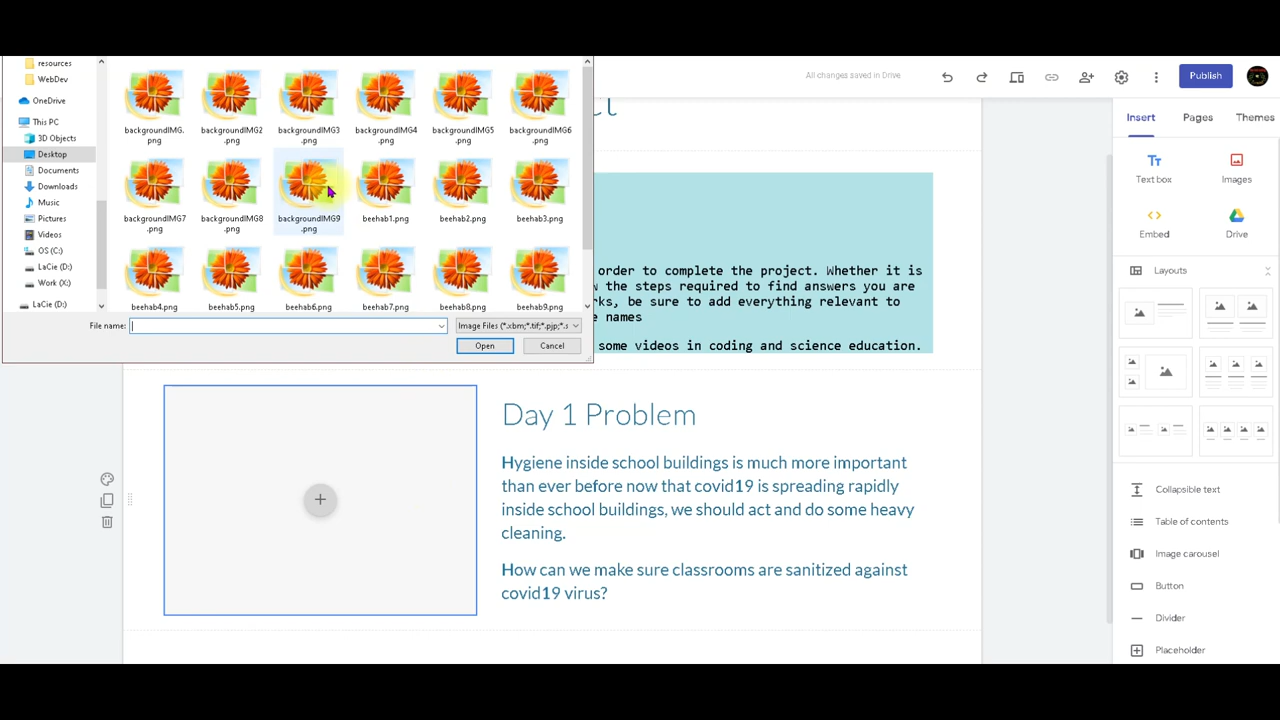 resources
WebDev
OneDrive
This PC
3D Objects
Desktop
Documents
Downloads
Music
Pictures
Videos
OS (C:)
LaCie (D:)
Work (X:)
LaCie (D:)
backgroundIMG.png
backgroundIMG2.png
backgroundIMG3.png
backgroundIMG4.png
backgroundIMG5.png
backgroundIMG6.png
backgroundIMG7.png
backgroundIMG8.png
backgroundIMG9.png
beehab1.png
beehab2.png
beehab3.png
beehab4.png
beehab5.png
beehab6.png
beehab7.png
beehab8.png
beehab9.png
File name:
Image Files (*.xbm;*.tif;*.pjp;*.s
Open
Cancel
All changes saved in Drive
Publish
order to complete the project. Whether it is
the steps required to find answers you are
be sure to add everything relevant to
names
some videos in coding and science education.
Day 1 Problem
Hygiene inside school buildings is much more important
than ever before now that covid19 is spreading rapidly
inside school buildings, we should act and do some heavy
cleaning.
How can we make sure classrooms are sanitized against
covid19 virus?
Insert
Pages
Themes
Text box
Images
Embed
Drive
Layouts
Collapsible text
Table of contents
Image carousel
Button
Divider
Placeholder